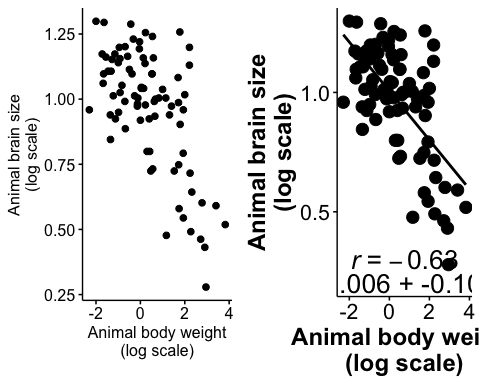 1.25
1.00
0.75
0.50
0.25
Animal brain size
(log scale)
-2 0 2 4
Animal body weight
(log scale)
1.0
0.5
Animal brain size
(log scale)
r = − 0.63
.006 + -0.10
-2 0 2 4
Animal body wei
(log scale)